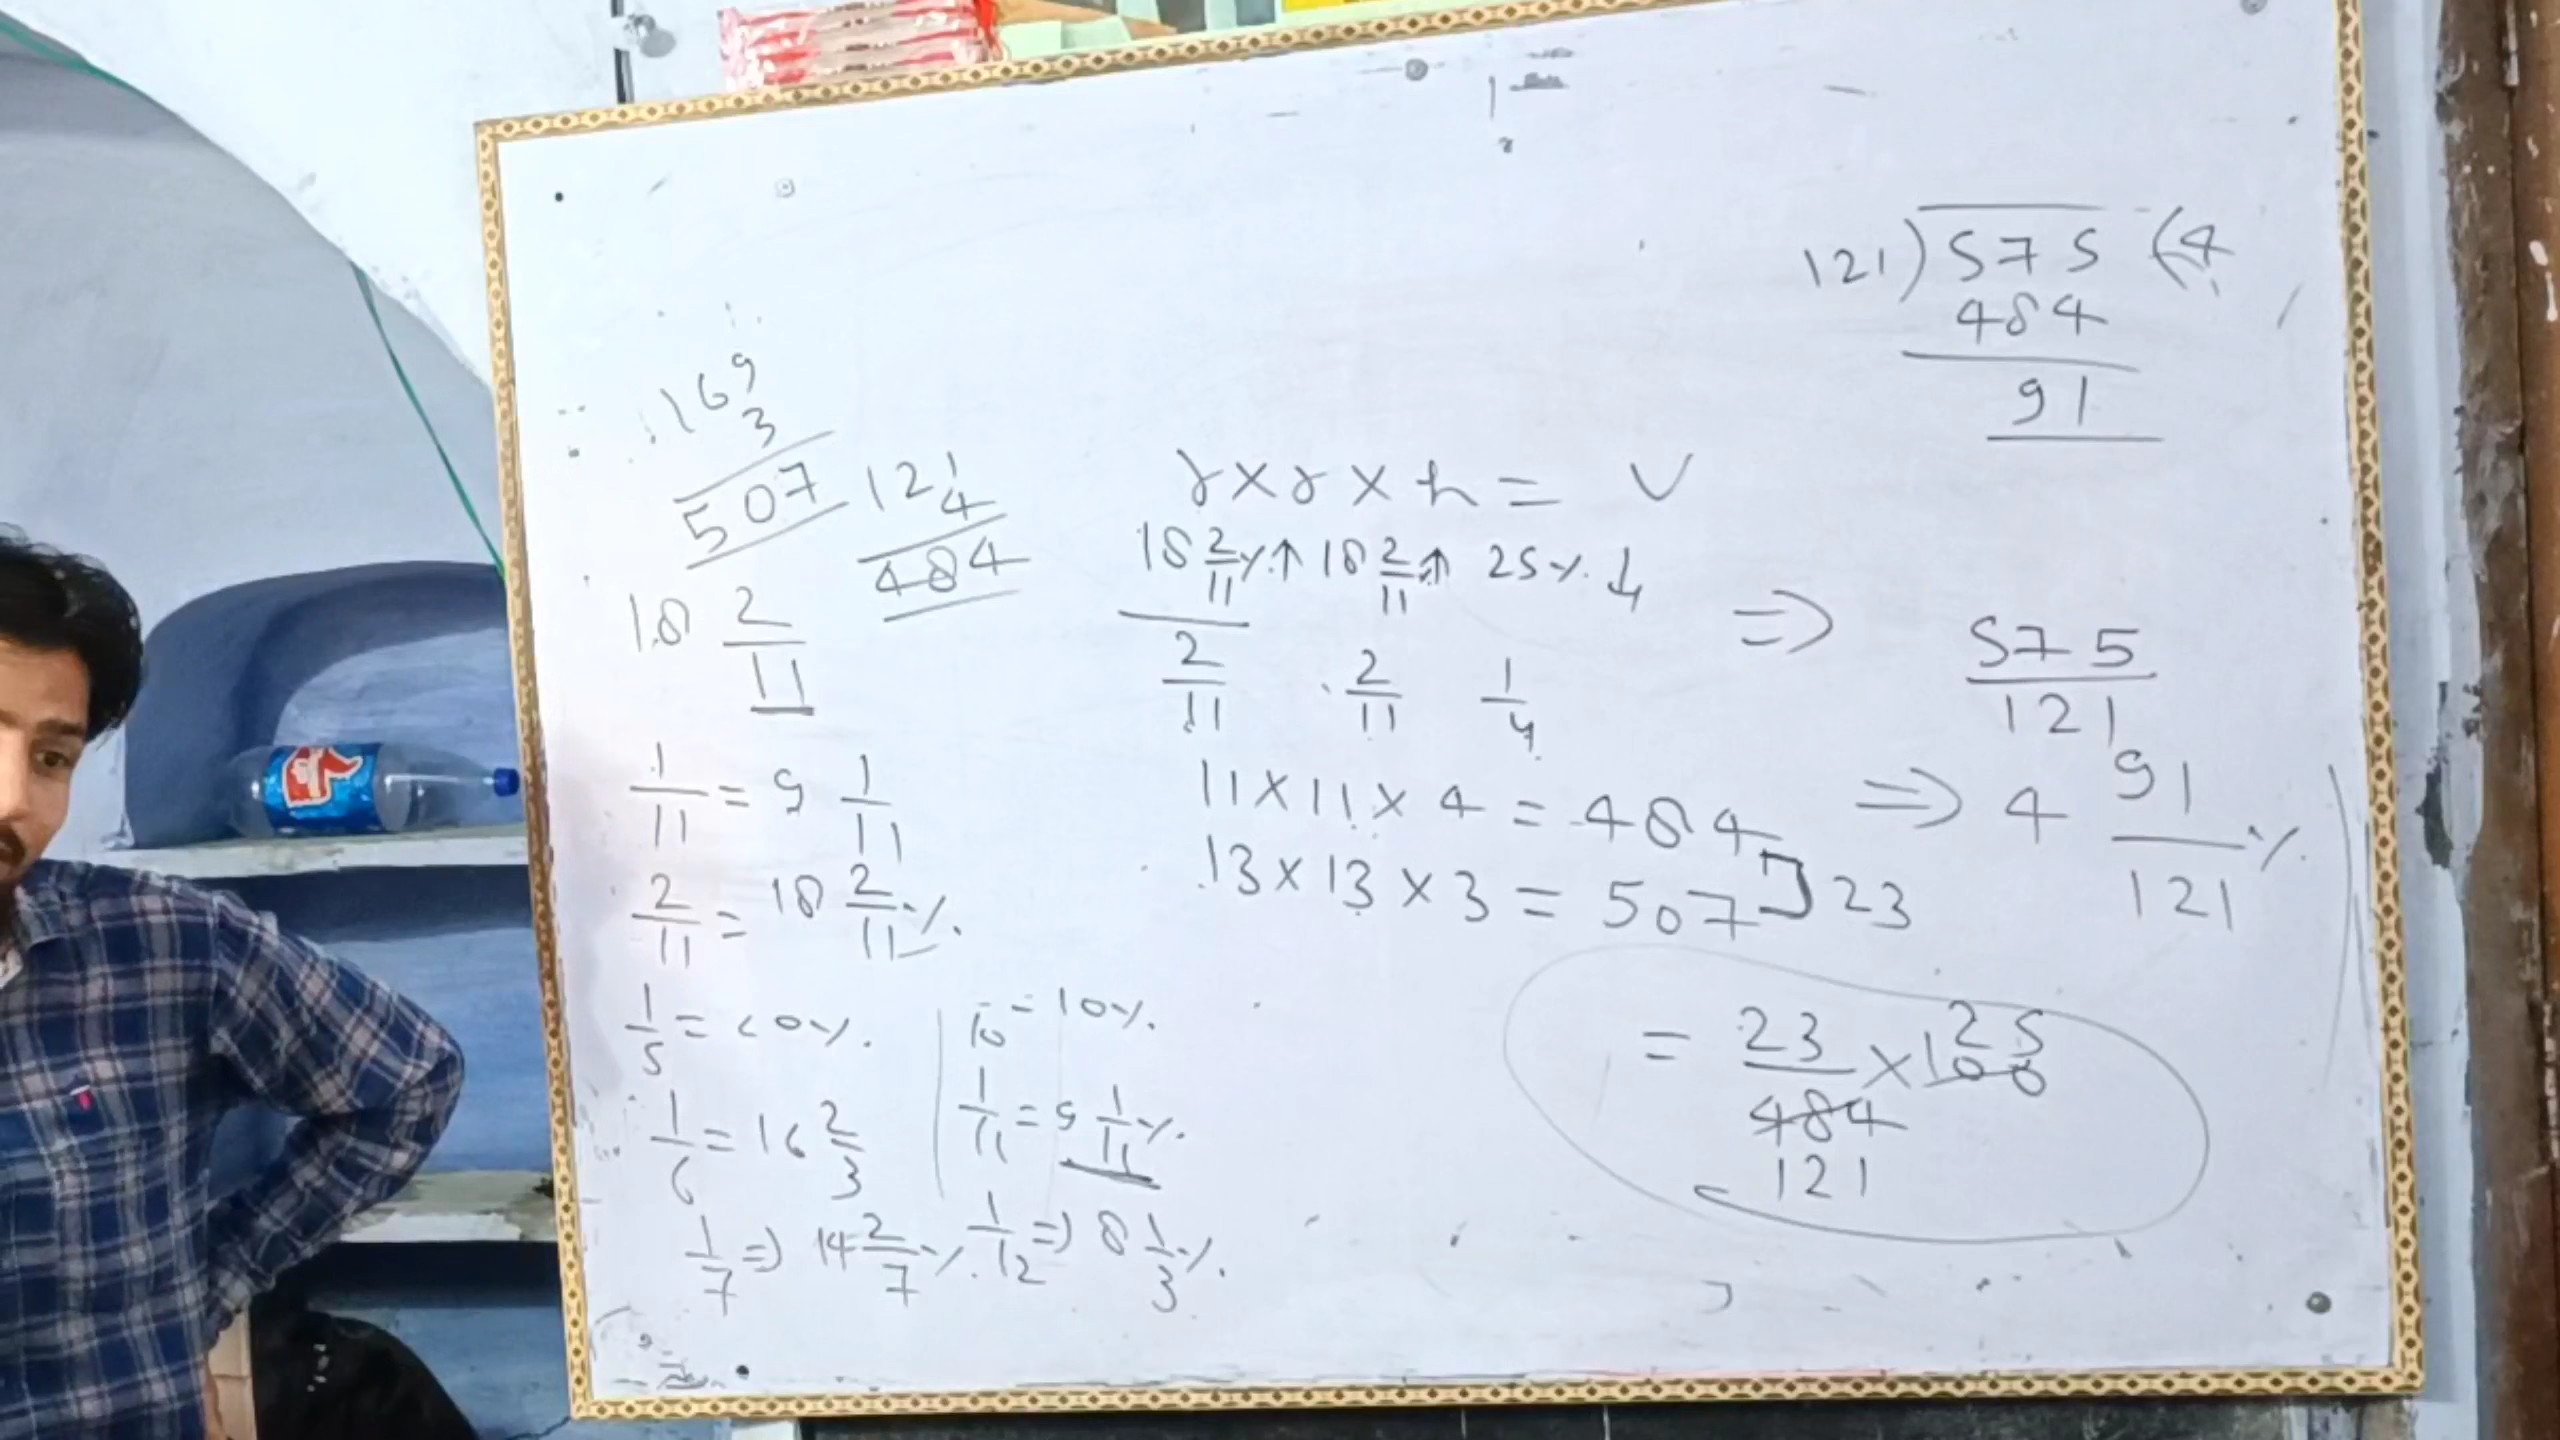 169
3
507
121
4
484
18 2/11
1/11 = 9 1/11
2/11 = 18 2/11 %.
1/5 = 20%.
1/6 = 16 2/3
1/7 => 14 2/7 %.
1/10 = 10%.
1/11 = 9 1/11 %.
1/12 => 8 1/3 %.
r × r × h = V
18 2/11 %↑ 18 2/11 ↑ 25%. ↓
2/11 2/11 1/4
11 × 11 × 4 = 484
13 × 13 × 3 = 507 ] 23
= 23/484 × 100
25
121
121 ) 575 ( 4
484
91
=> 575/121
=> 4 91/121 %.